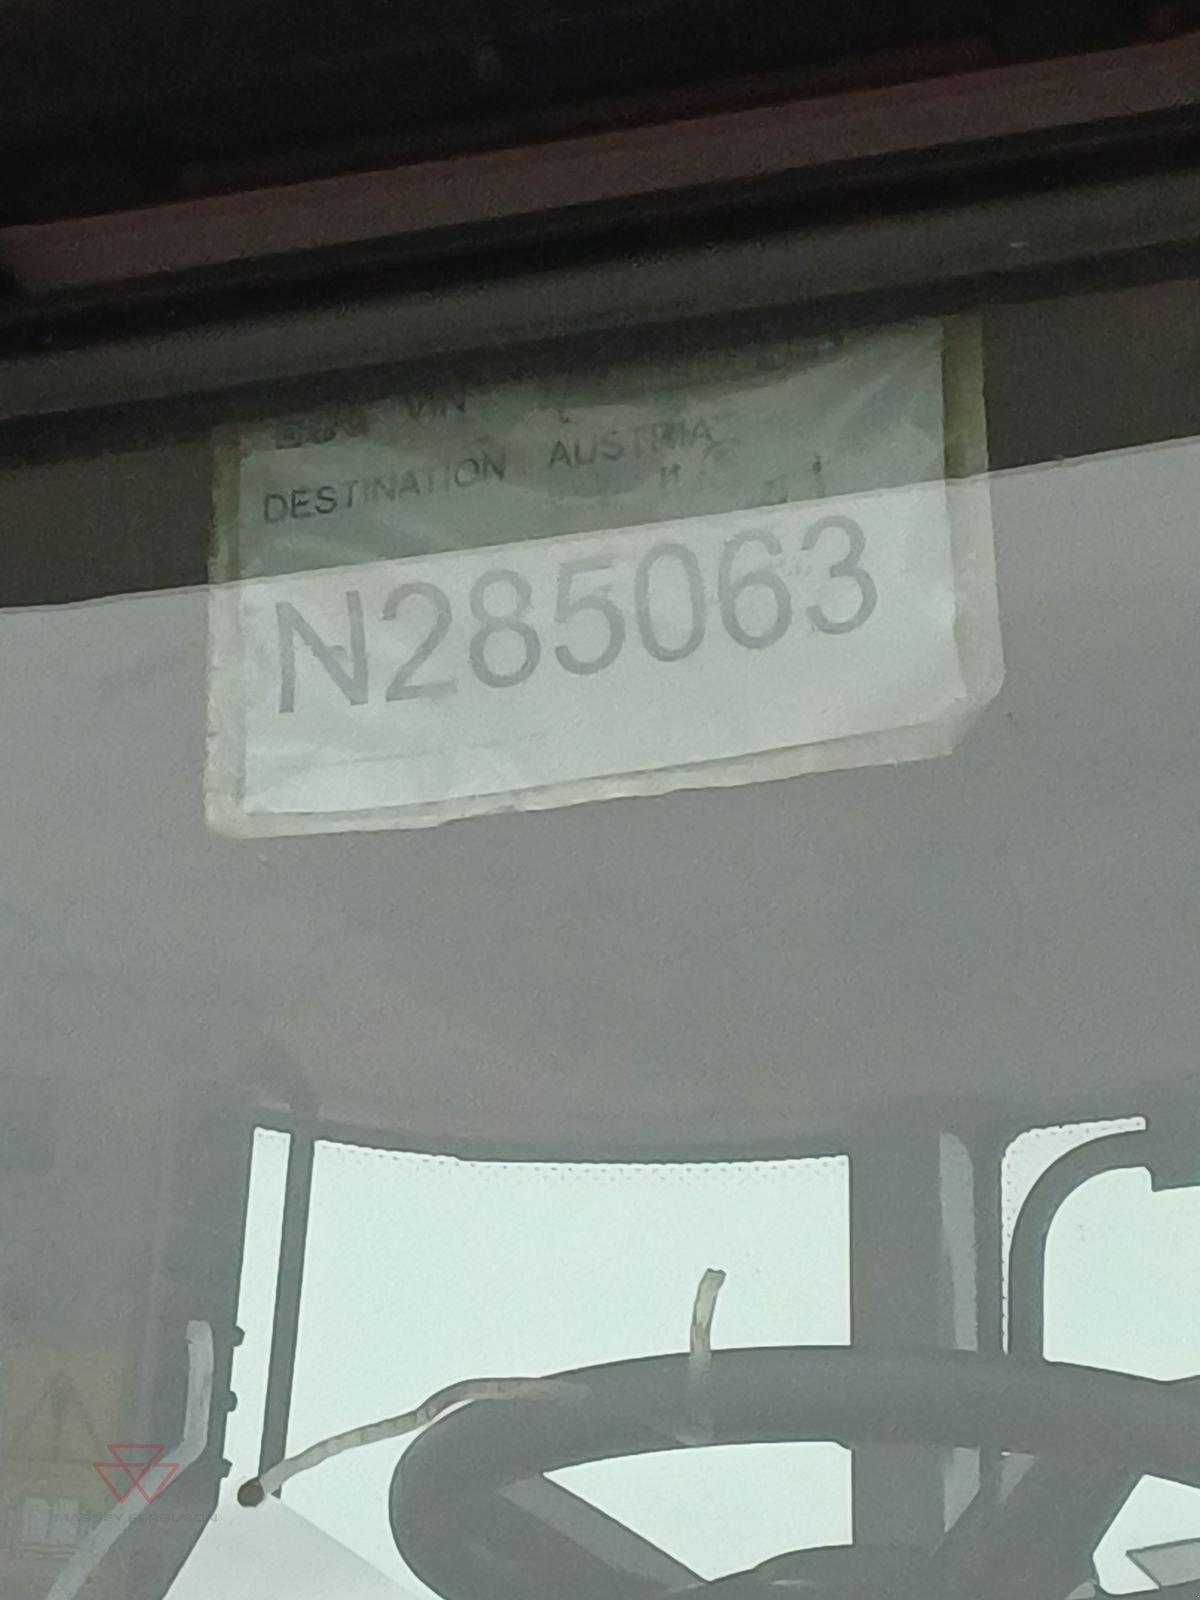 VIN
DESTINATION AUSTRIA
N285063
MASSEY FERGUSON